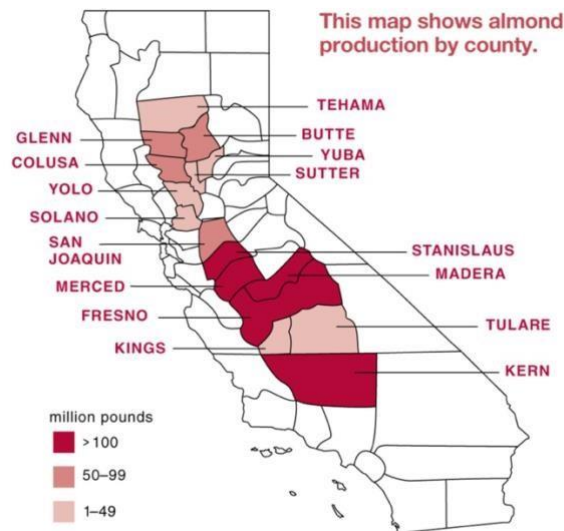 This map shows almond
production by county.
TEHAMA
GLENN
BUTTE
COLUSA
YUBA
SUTTER
YOLO
SOLANO
SAN
JOAQUIN
STANISLAUS
MADERA
MERCED
FRESNO
TULARE
KINGS
KERN
million pounds
>100
50–99
1–49